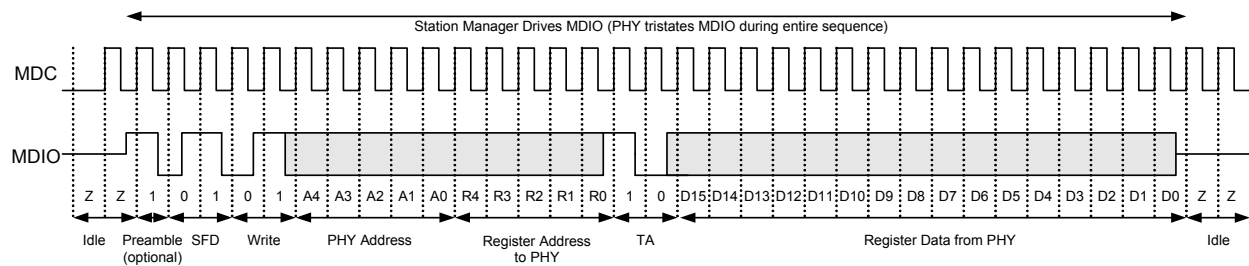 Station Manager Drives MDIO (PHY tristates MDIO during entire sequence)
MDC
MDIO
Z Z 1 0 1 0 1 A4 A3 A2 A1 A0 R4 R3 R2 R1 R0 1 0 D15 D14 D13 D12 D11 D10 D9 D8 D7 D6 D5 D4 D3 D2 D1 D0 Z Z
Idle Preamble SFD Write PHY Address Register Address TA Register Data from PHY Idle
(optional) to PHY